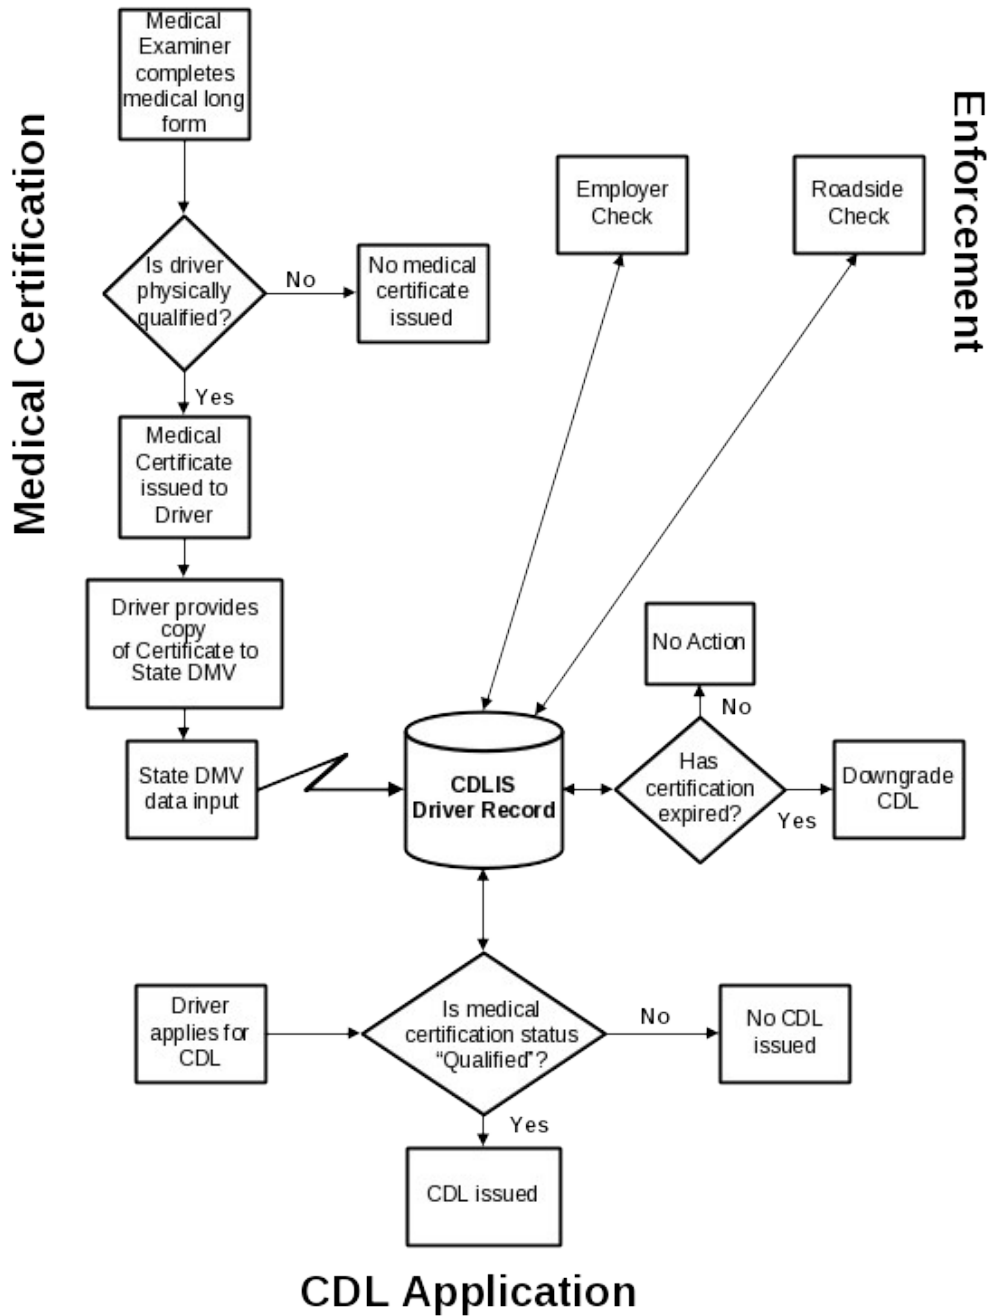 Medical Certification
Medical
Examiner
completes
medical long
form
Is driver
physically
qualified?
No
No medical
certificate
issued
Yes
Medical
Certificate
issued to
Driver
Driver provides
copy
of Certificate to
State DMV
State DMV
data input
Enforcement
Employer
Check
Roadside
Check
CDLIS
Driver Record
Has
certification
expired?
No
No Action
Yes
Downgrade
CDL
Driver
applies for
CDL
Is medical
certification status
“Qualified”?
No
No CDL
issued
Yes
CDL issued
CDL Application